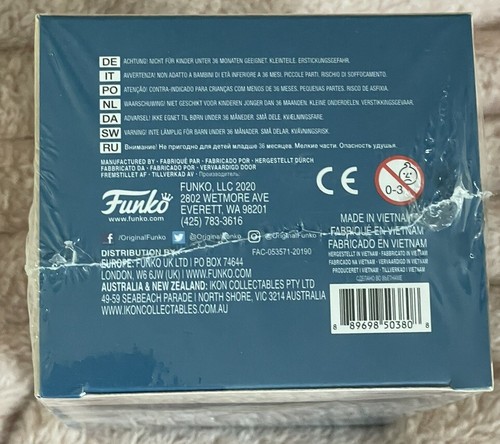 DE ACHTUNG! NICHT FÜR KINDER UNTER 36 MONATEN GEEIGNET. KLEINTEILE. ERSTICKUNGSGEFAHR.
IT AVVERTENZA! NON ADATTO A BAMBINI DI ETÀ INFERIORE A 36 MESI, PICCOLE PARTI. RISCHIO DI SOFFOCAMENTO.
PO ATENÇÃO! CONTRA-INDICADO PARA CRIANÇAS COM MENOS DE 36 MESES, PEQUENAS PARTES. RISCO DE ASFIXIA.
NL WAARSCHUWING! NIET GESCHIKT VOOR KINDEREN JONGER DAN 36 MAANDEN. KLEINE ONDERDELEN. VERSTIKKINGSGEVAAR.
DA ADVARSEL! IKKE EGNET TIL BØRN UNDER 36 MÅNEDER, SMÅ DELE. KVÆLNINGSFARE.
SW VARNING! INTE LÄMPLIG FÖR BARN UNDER 36 MÅNADER. SMÅ DELAR. KVÄVNINGSRISK.
RU Внимание! Не пригодно для детей младше 36 месяцев. Мелкие части. Опасность удушья.
MANUFACTURED BY - FABRIQUÉ PAR - FABRICADO POR - HERGESTELLT DURCH
FABBRICATO DA - FABRICADO POR - VERVAARDIGD DOOR
FREMSTILLET AF - TILLVERKAD AV - Производитель:
Funko
www.funko.com
FUNKO, LLC 2020
2802 WETMORE AVE
EVERETT, WA 98201
(425) 783-3616
CE
0-3
/OriginalFunko @OriginalFunko @OriginalFunko
FAC-053571-20190
DISTRIBUTION BY
EUROPE: FUNKO UK LTD | PO BOX 74644
LONDON, W6 6JW (UK) | WWW.FUNKO.COM
AUSTRALIA & NEW ZEALAND: IKON COLLECTABLES PTY LTD
49-59 SEABEACH PARADE | NORTH SHORE, VIC 3214 AUSTRALIA
WWW.IKONCOLLECTABLES.COM.AU
MADE IN VIETNAM
FABRIQUÉ EN VIETNAM
FABRICADO EN VIETNAM
HERGESTELLT IN VIETNAM | FABBRICATO IN VIETNAM
FABRICADO NA VIETNAM | VERVAARDIGD IN VIETNAM
PRODUCERET I VIETNAM | TILLVERKAD I VIETNAM
СДЕЛАНО ВО ВЬЕТНАМЕ
8 89698 50380 8